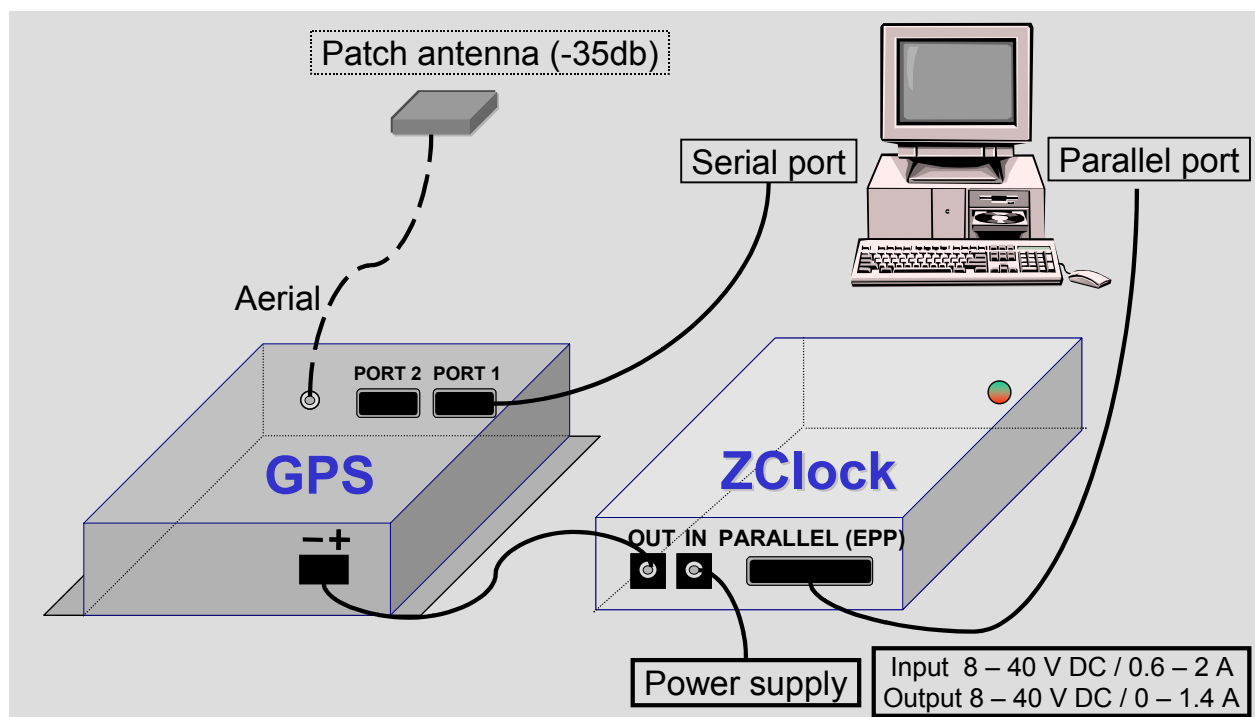 Patch antenna (-35db)
Serial port
Parallel port
Aerial
PORT 2 PORT 1
GPS
ZClock
– +
OUT IN PARALLEL (EPP)
Power supply
Input 8 – 40 V DC / 0.6 – 2 A
Output 8 – 40 V DC / 0 – 1.4 A